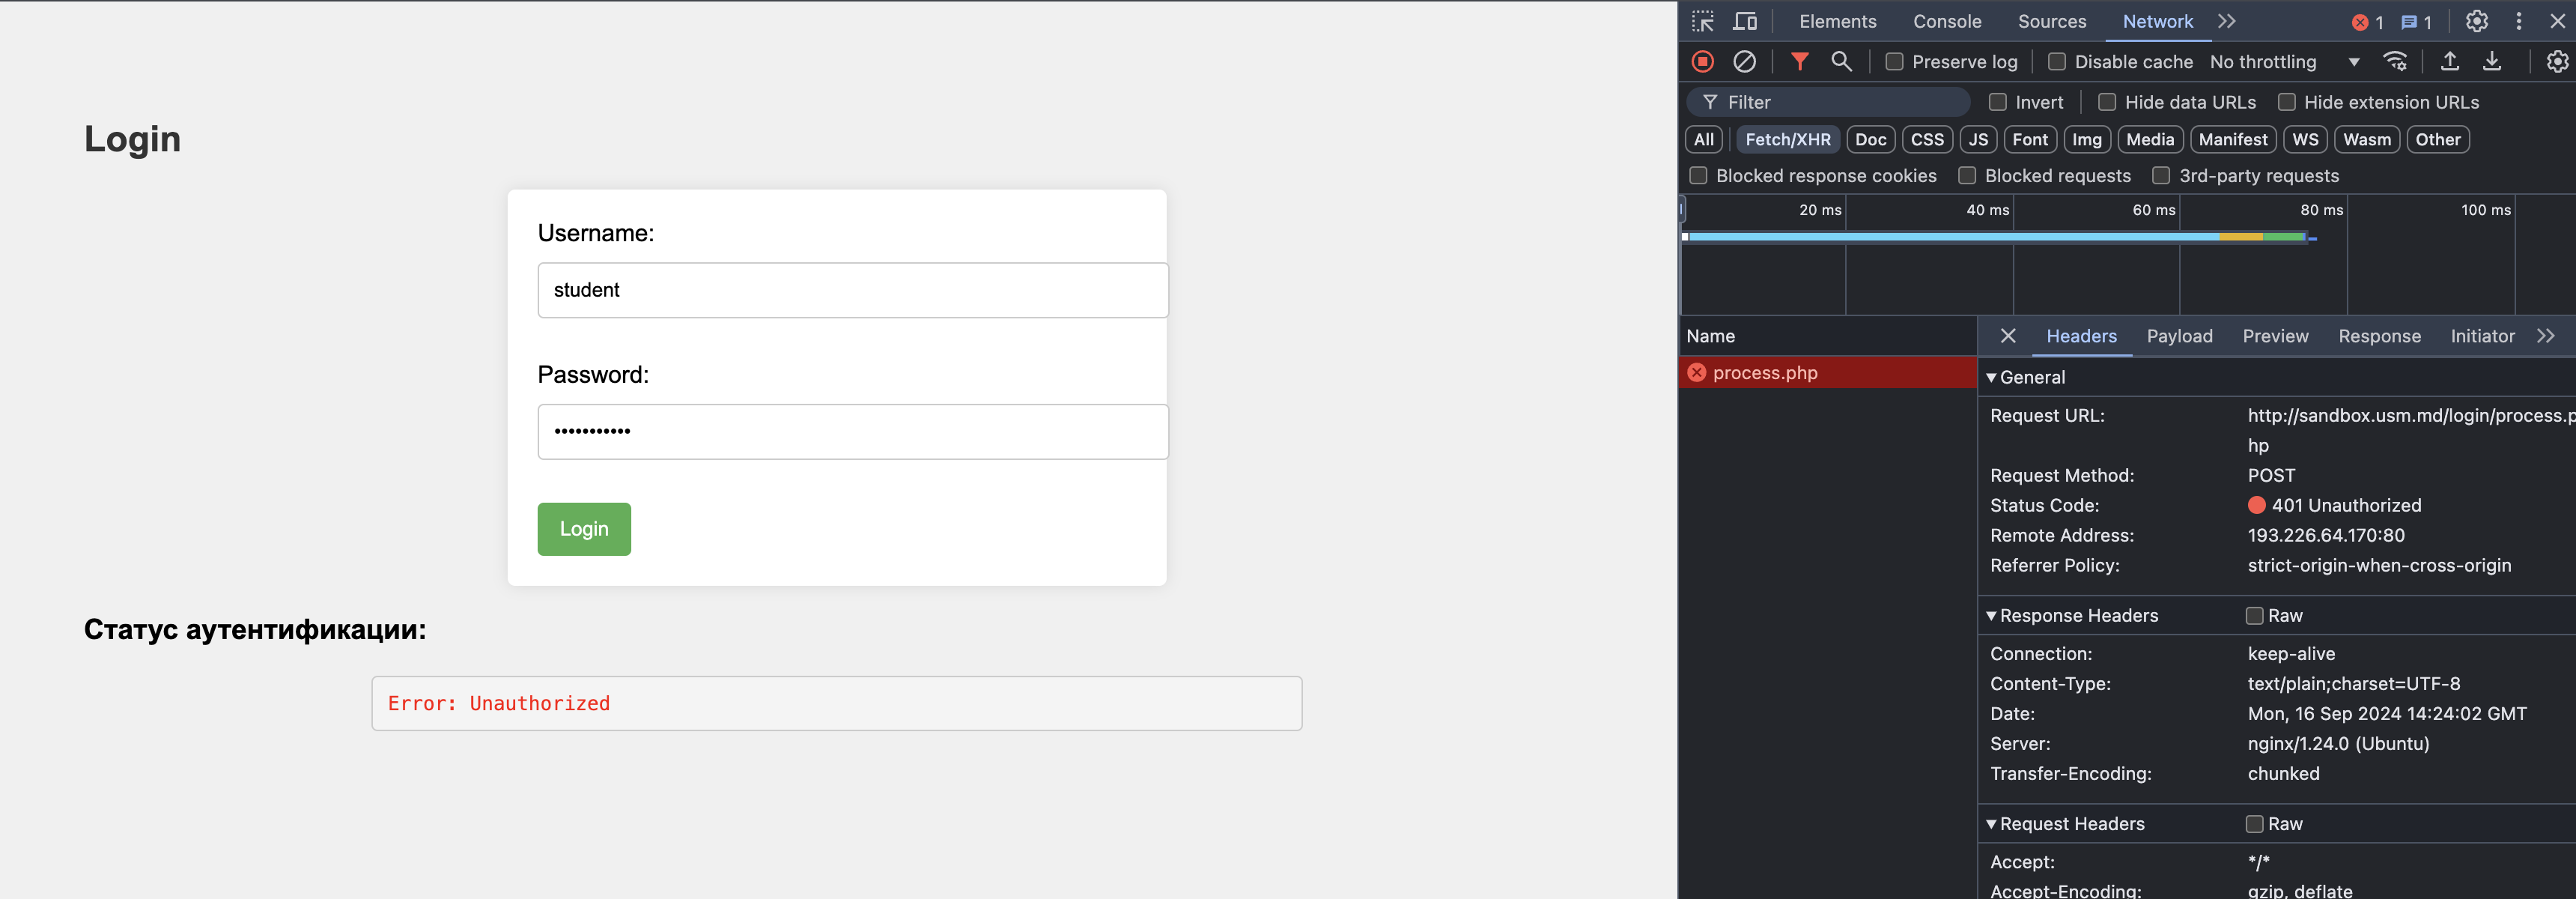 Login
Username:
student
Password:
•••••••••••
Login
Статус аутентификации:
Error: Unauthorized
Elements Console Sources Network 1 1
Preserve log Disable cache No throttling
Filter Invert Hide data URLs Hide extension URLs
All Fetch/XHR Doc CSS JS Font Img Media Manifest WS Wasm Other
Blocked response cookies Blocked requests 3rd-party requests
20 ms 40 ms 60 ms 80 ms 100 ms
Name
process.php
Headers Payload Preview Response Initiator
General
Request URL: http://sandbox.usm.md/login/process.p
hp
Request Method: POST
Status Code: 401 Unauthorized
Remote Address: 193.226.64.170:80
Referrer Policy: strict-origin-when-cross-origin
Response Headers Raw
Connection: keep-alive
Content-Type: text/plain;charset=UTF-8
Date: Mon, 16 Sep 2024 14:24:02 GMT
Server: nginx/1.24.0 (Ubuntu)
Transfer-Encoding: chunked
Request Headers Raw
Accept: */*
Accept-Encoding: gzip, deflate